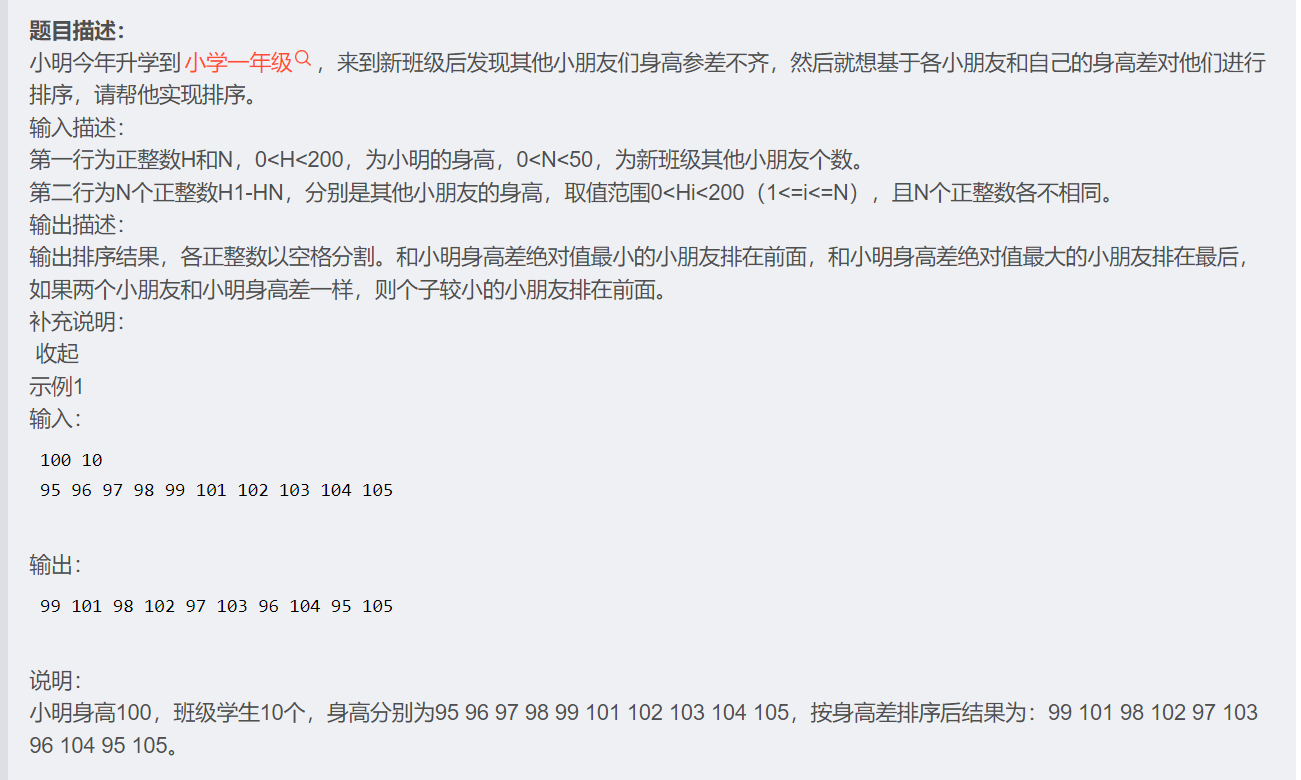 题目描述：
小明今年升学到小学一年级，来到新班级后发现其他小朋友们身高参差不齐，然后就想基于各小朋友和自己的身高差对他们进行
排序，请帮他实现排序。
输入描述：
第一行为正整数H和N，0<H<200，为小明的身高，0<N<50，为新班级其他小朋友个数。
第二行为N个正整数H1-HN，分别是其他小朋友的身高，取值范围0<Hi<200（1<=i<=N），且N个正整数各不相同。
输出描述：
输出排序结果，各正整数以空格分割。和小明身高差绝对值最小的小朋友排在前面，和小明身高差绝对值最大的小朋友排在最后，
如果两个小朋友和小明身高差一样，则个子较小的小朋友排在前面。
补充说明：
收起
示例1
输入：
100 10
95 96 97 98 99 101 102 103 104 105
输出：
99 101 98 102 97 103 96 104 95 105
说明：
小明身高100，班级学生10个，身高分别为95 96 97 98 99 101 102 103 104 105，按身高差排序后结果为：99 101 98 102 97 103
96 104 95 105。